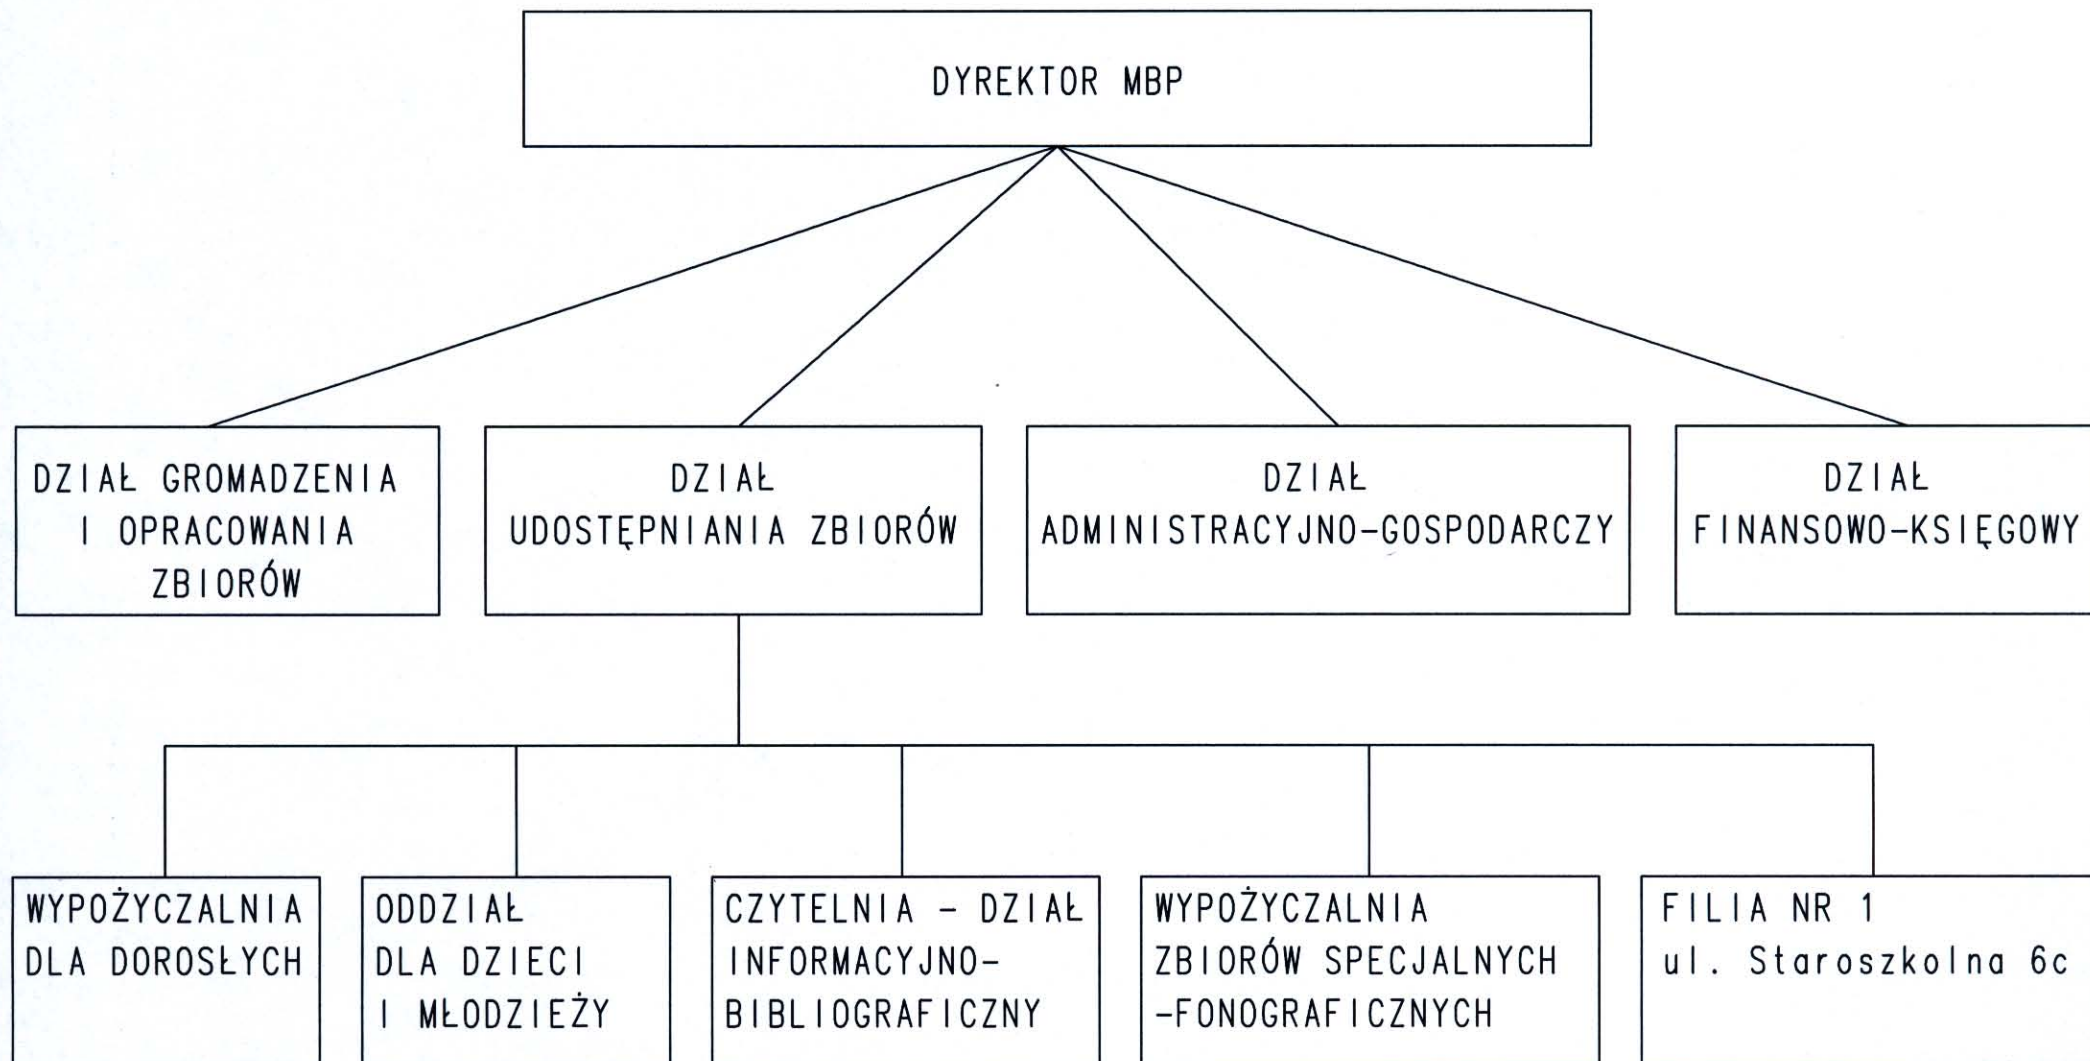 DYREKTOR MBP
DZIAŁ GROMADZENIA
I OPRACOWANIA
ZBIORÓW
DZIAŁ
UDOSTĘPNIANIA ZBIORÓW
DZIAŁ
ADMINISTRACYJNO-GOSPODARCZY
DZIAŁ
FINANSOWO-KSIĘGOWY
WYPOŻYCZALNIA
DLA DOROSŁYCH
ODDZIAŁ
DLA DZIECI
I MŁODZIEŻY
CZYTELNIA - DZIAŁ
INFORMACYJNO-
BIBLIOGRAFICZNY
WYPOŻYCZALNIA
ZBIORÓW SPECJALNYCH
-FONOGRAFICZNYCH
FILIA NR 1
ul. Staroszkolna 6c